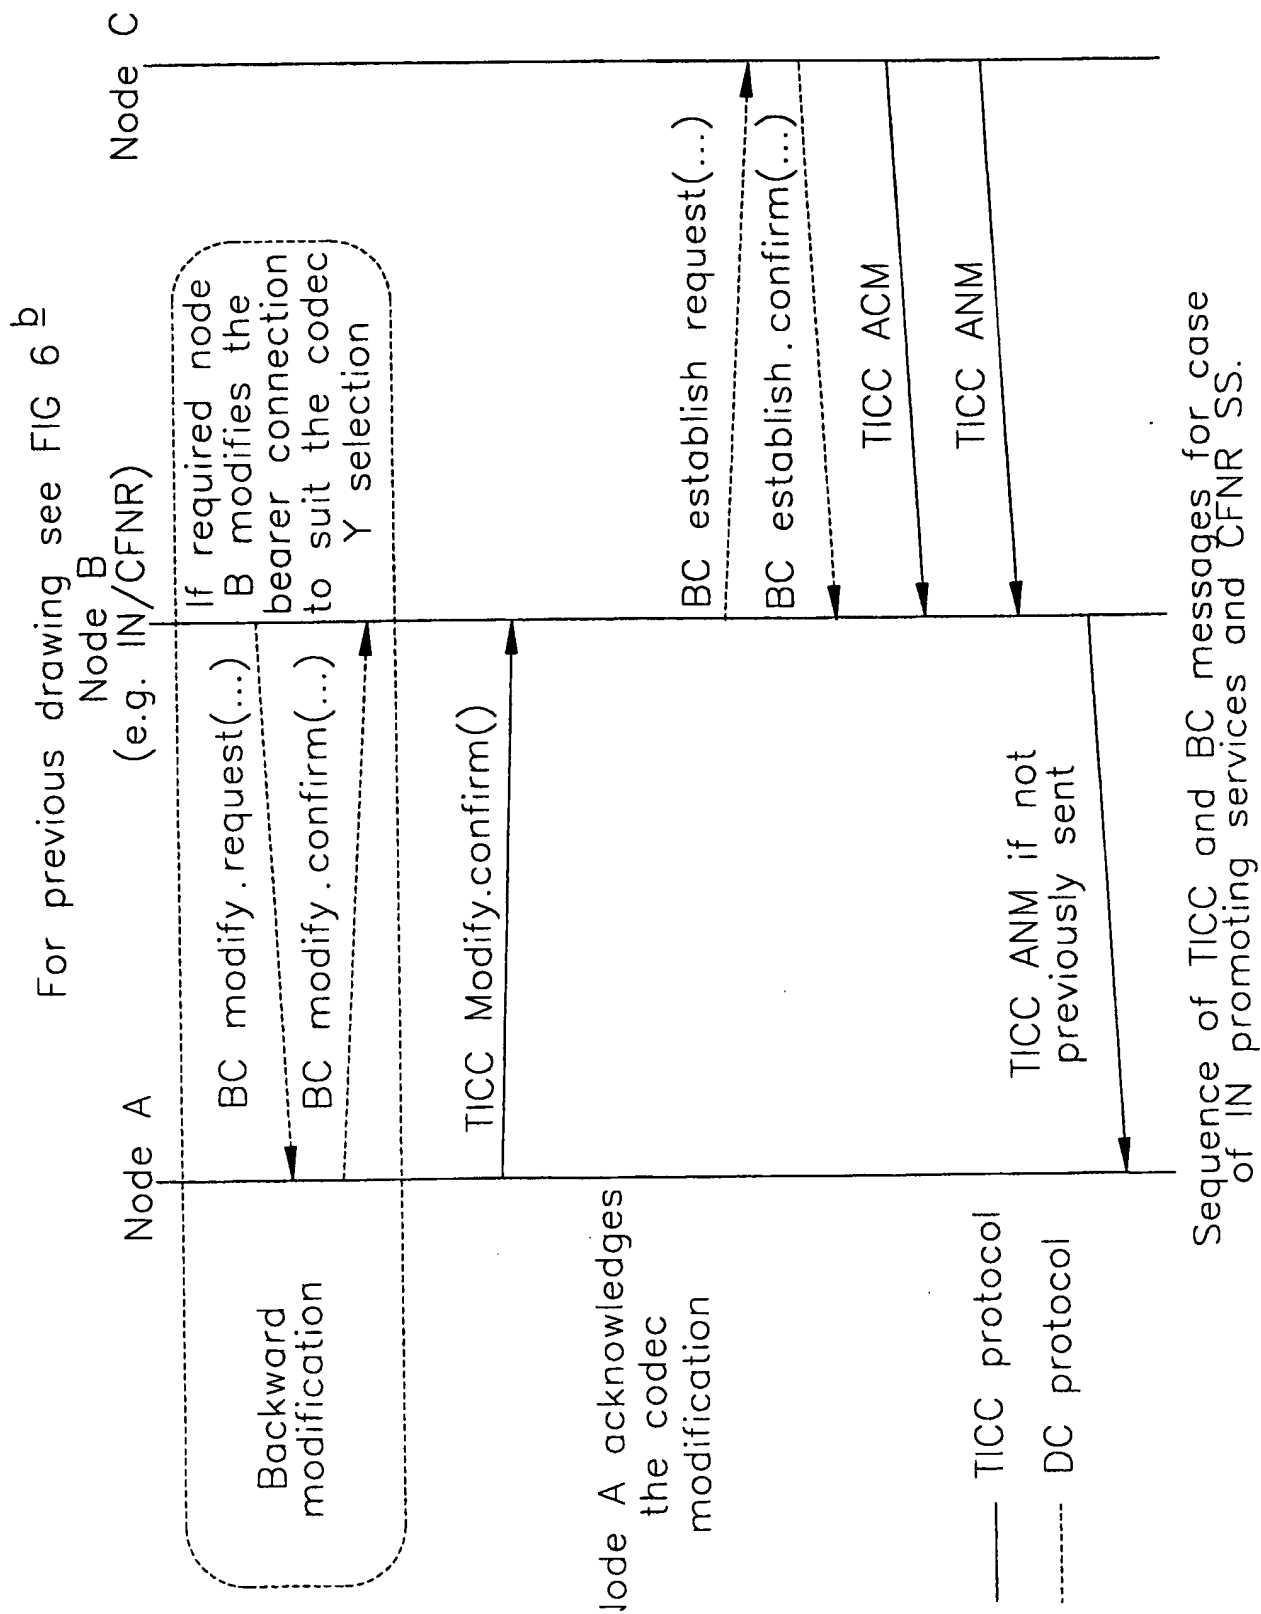 For previous drawing see FIG 6 b
Node A
Node B
(e.g. IN/CFNR)
Node C
Backward
modification
BC modify.request(...)
BC modify.confirm(...)
If required node
B modifies the
bearer connection
to suit the codec
Y selection
TICC Modify.confirm()
Node A acknowledges
the codec
modification
BC establish request(...)
BC establish.confirm(...)
TICC ACM
TICC ANM
TICC ANM if not
previously sent
TICC protocol
DC protocol
Sequence of TICC and BC messages for case
of IN promoting services and CFNR SS.